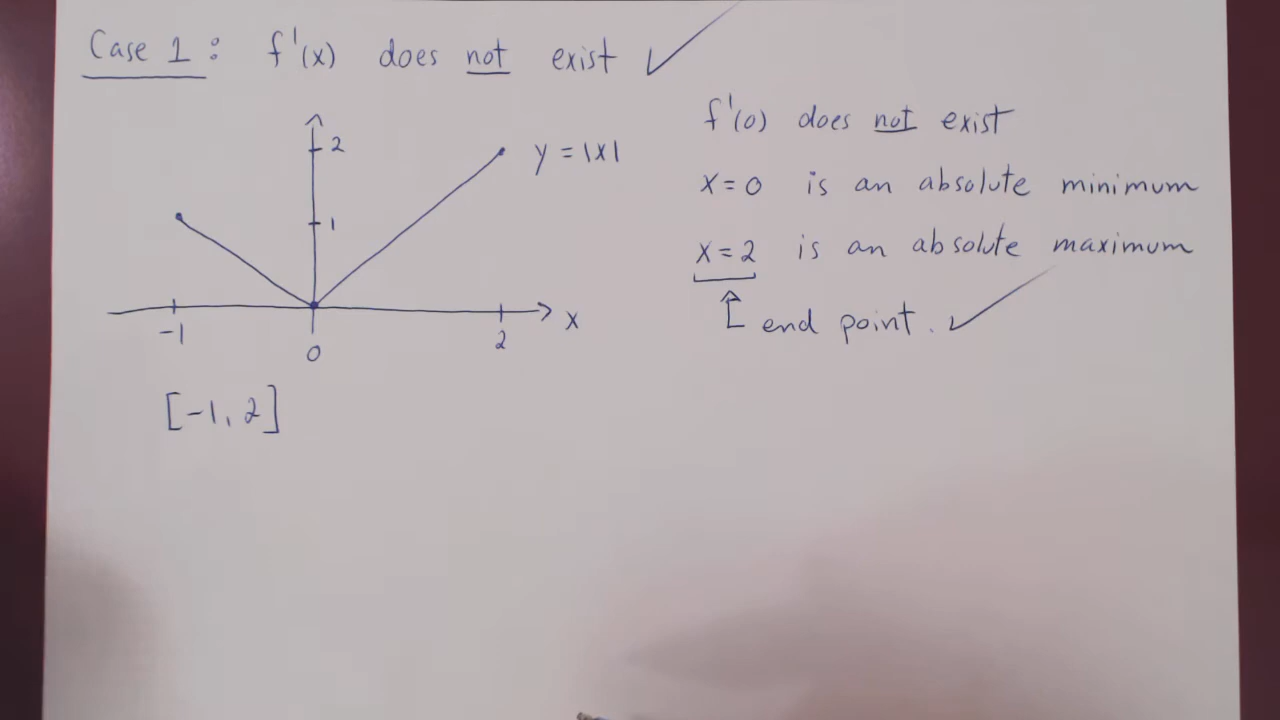 Case 1: f'(x) does not exist ✓
2
y = |x|
1
-1
0
2
x
[-1, 2]
f'(0) does not exist
x = 0 is an absolute minimum
x = 2 is an absolute maximum
end point. ✓